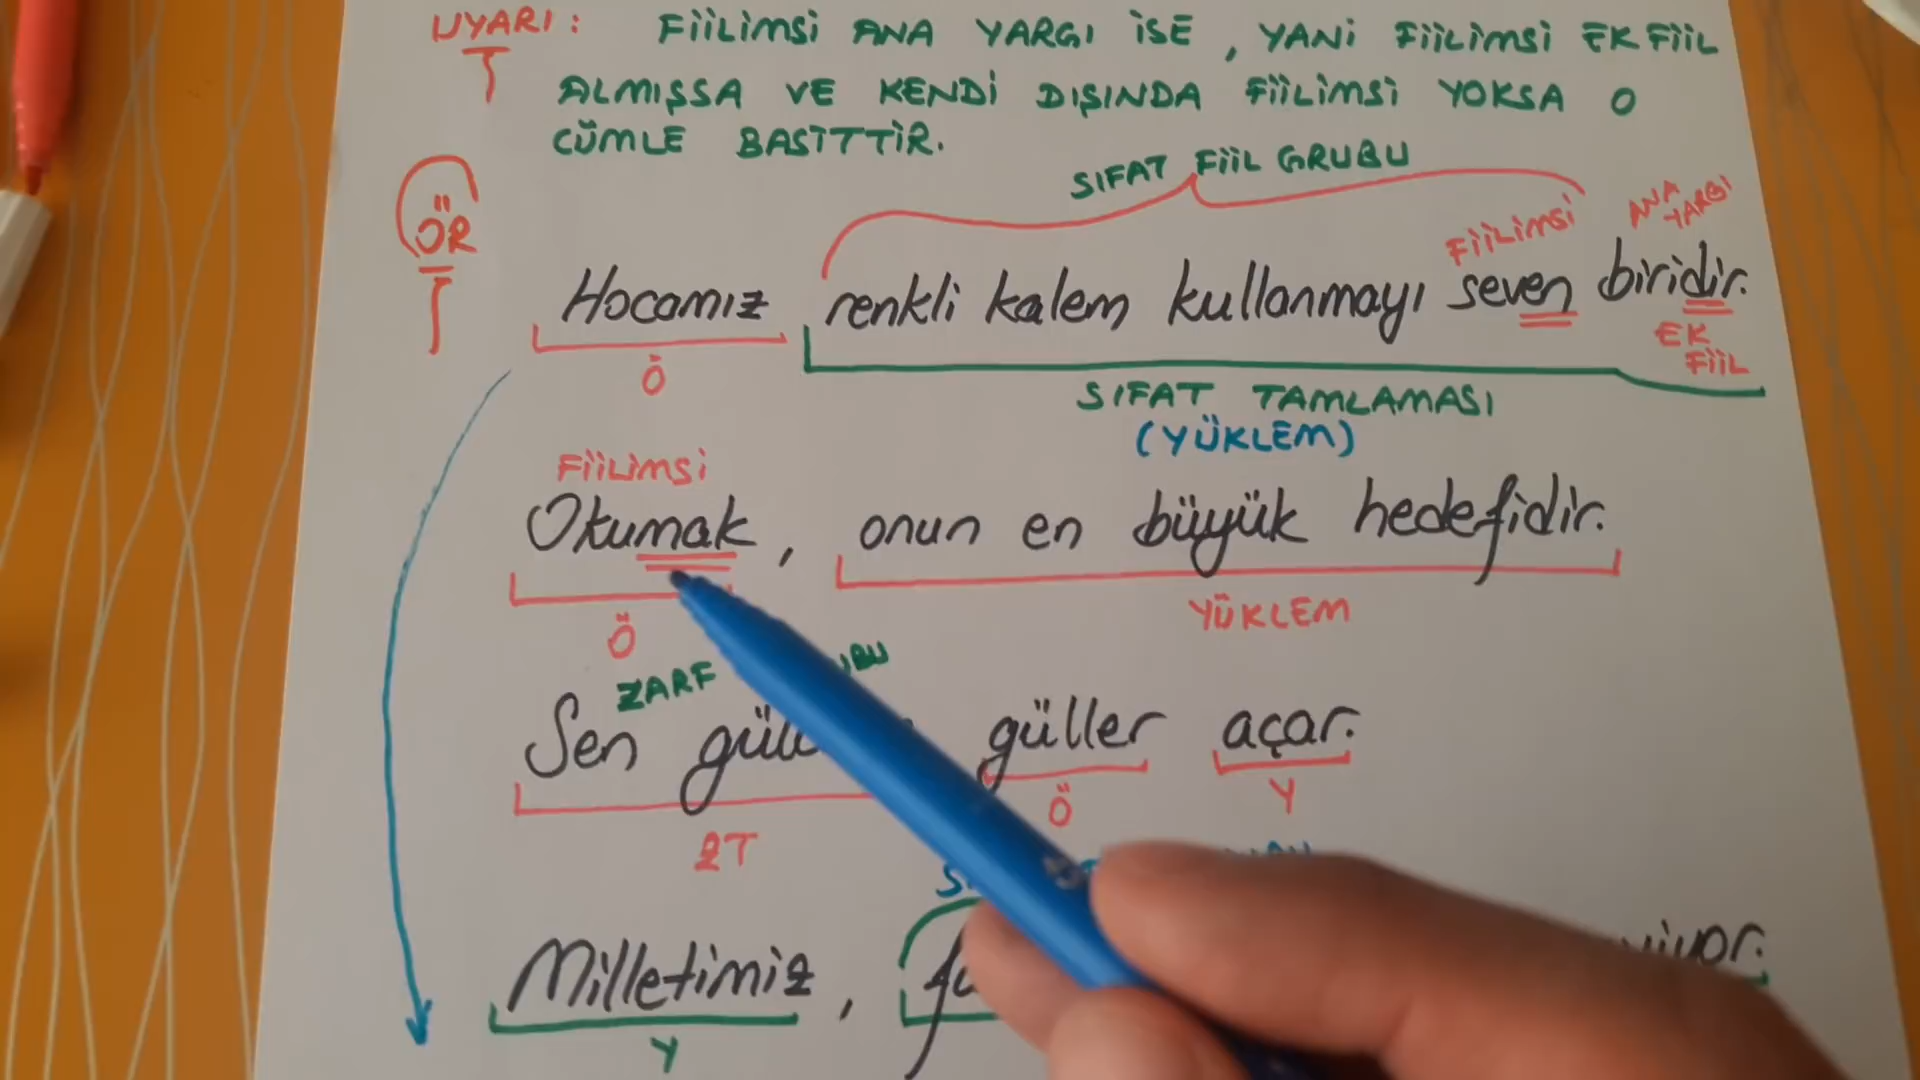 UYARI: FİİLİMSİ ANA YARGI İSE, YANİ FİİLİMSİ EK FİİL
ALMIŞSA VE KENDİ DIŞINDA FİİLİMSİ YOKSA O
CÜMLE BASİTTİR.
SIFAT FİİL GRUBU
ÖR
FİİLİMSİ
ANA YARGI
Hocamız renkli kalem kullanmayı seven biridir.
Ö
EK FİİL
SIFAT TAMLAMASI
(YÜKLEM)
FİİLİMSİ
Okumak, onun en büyük hedefidir.
Ö
YÜKLEM
ZARF
Sen güller açar.
ZT
Ö
Y
Milletimiz,
Y